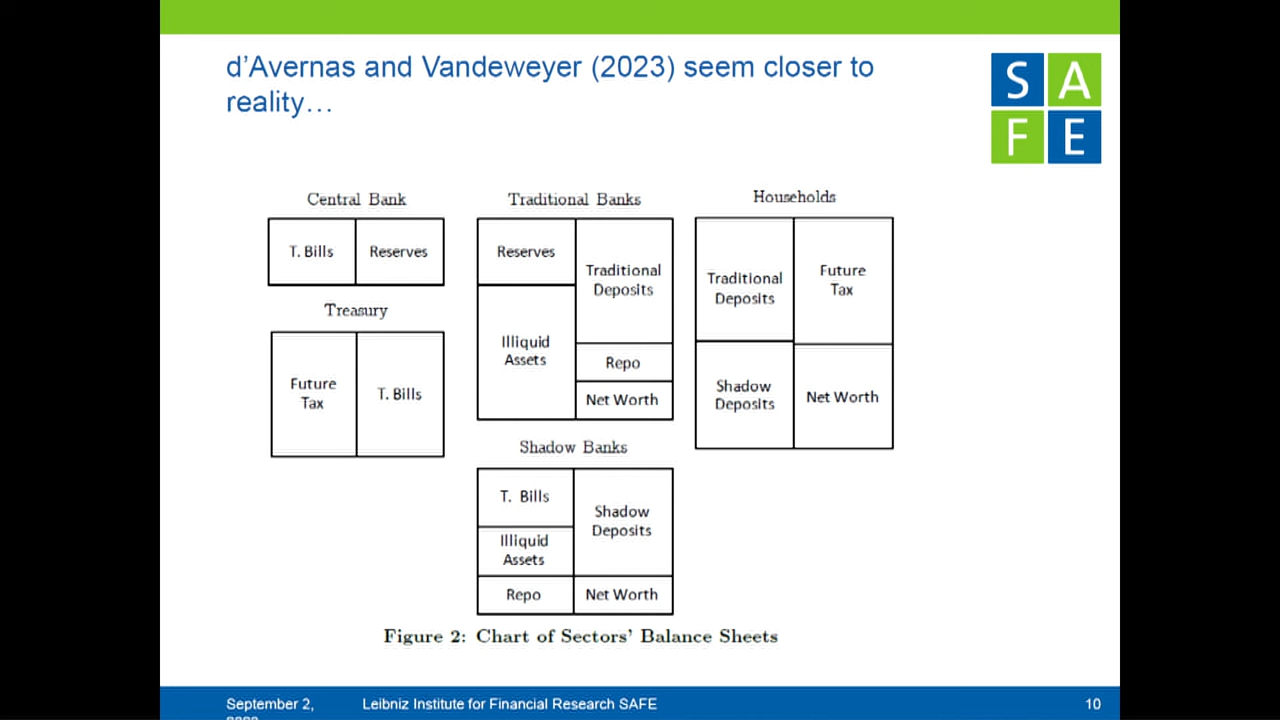 d'Avernas and Vandeweyer (2023) seem closer to
reality…
S A
F E
Central Bank
T. Bills
Reserves
Treasury
Future
Tax
T. Bills
Traditional Banks
Reserves
Illiquid
Assets
Traditional
Deposits
Repo
Net Worth
Households
Traditional
Deposits
Shadow
Deposits
Future
Tax
Net Worth
Shadow Banks
T. Bills
Illiquid
Assets
Repo
Shadow
Deposits
Net Worth
Figure 2: Chart of Sectors' Balance Sheets
September 2,
Leibniz Institute for Financial Research SAFE
10